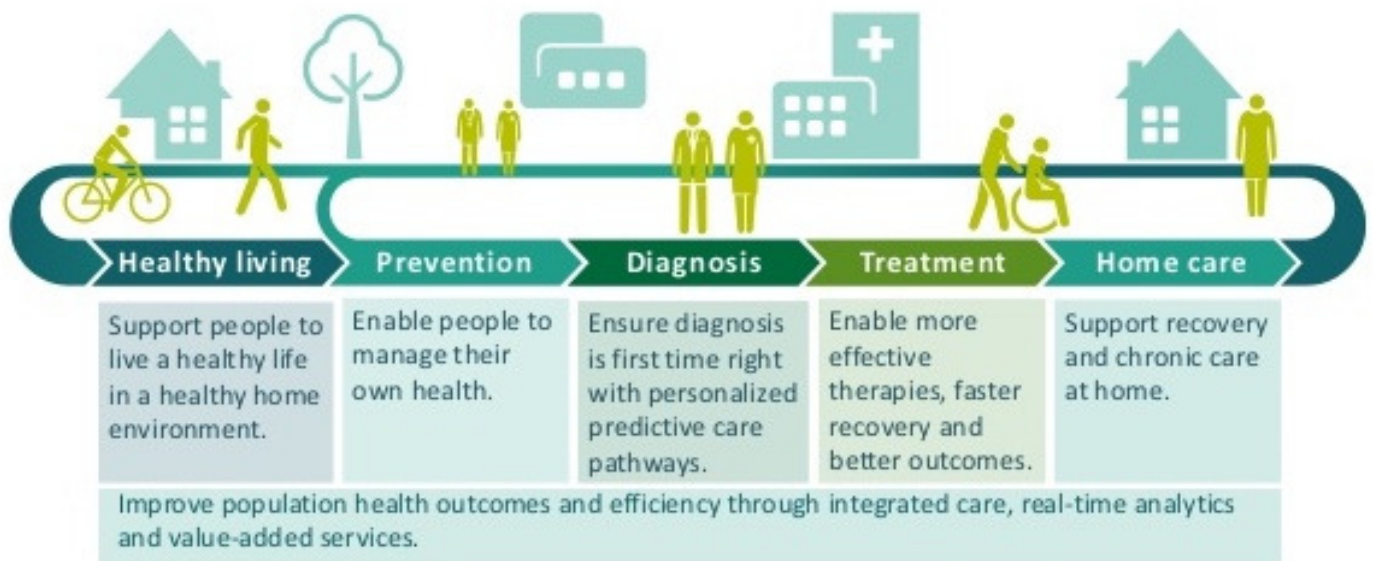 Healthy living
Prevention
Diagnosis
Treatment
Home care
Support people to
live a healthy life
in a healthy home
environment.
Enable people to
manage their
own health.
Ensure diagnosis
is first time right
with personalized
predictive care
pathways.
Enable more
effective
therapies, faster
recovery and
better outcomes.
Support recovery
and chronic care
at home.
Improve population health outcomes and efficiency through integrated care, real-time analytics
and value-added services.